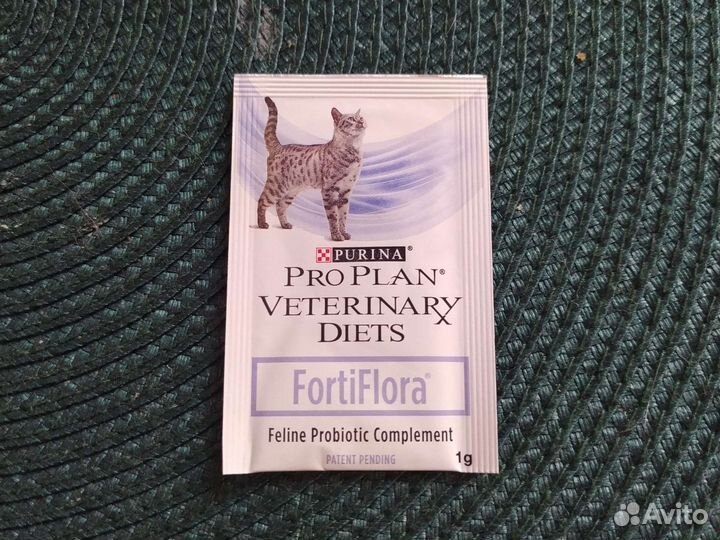 PURINA®
PRO PLAN®
VETERINARY
DIETS
FortiFlora®
Feline Probiotic Complement
PATENT PENDING
1g
Avito